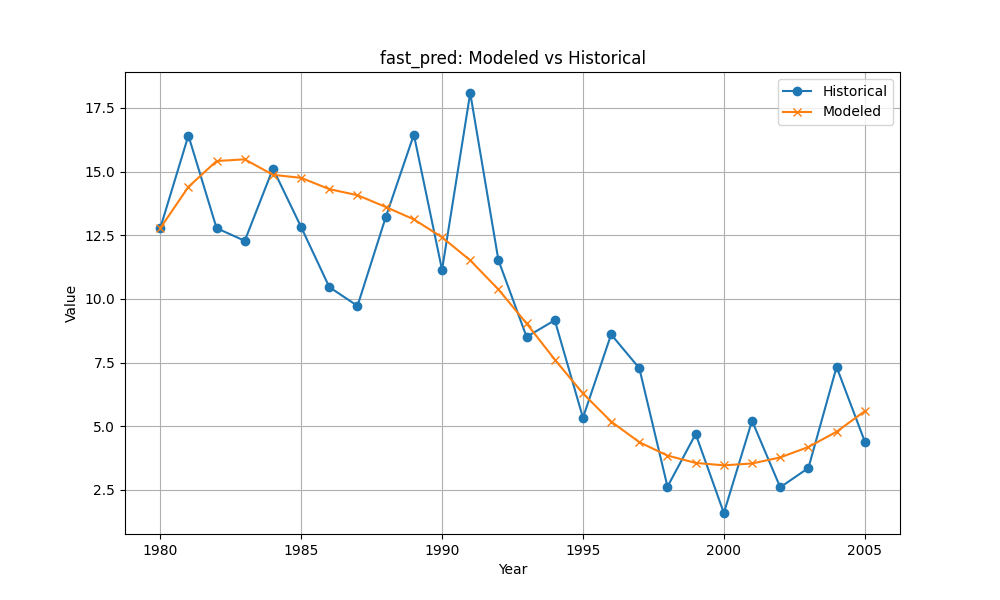 fast_pred: Modeled vs Historical
Historical
Modeled
17.5
15.0
12.5
10.0
7.5
5.0
2.5
Value
1980
1985
1990
1995
2000
2005
Year